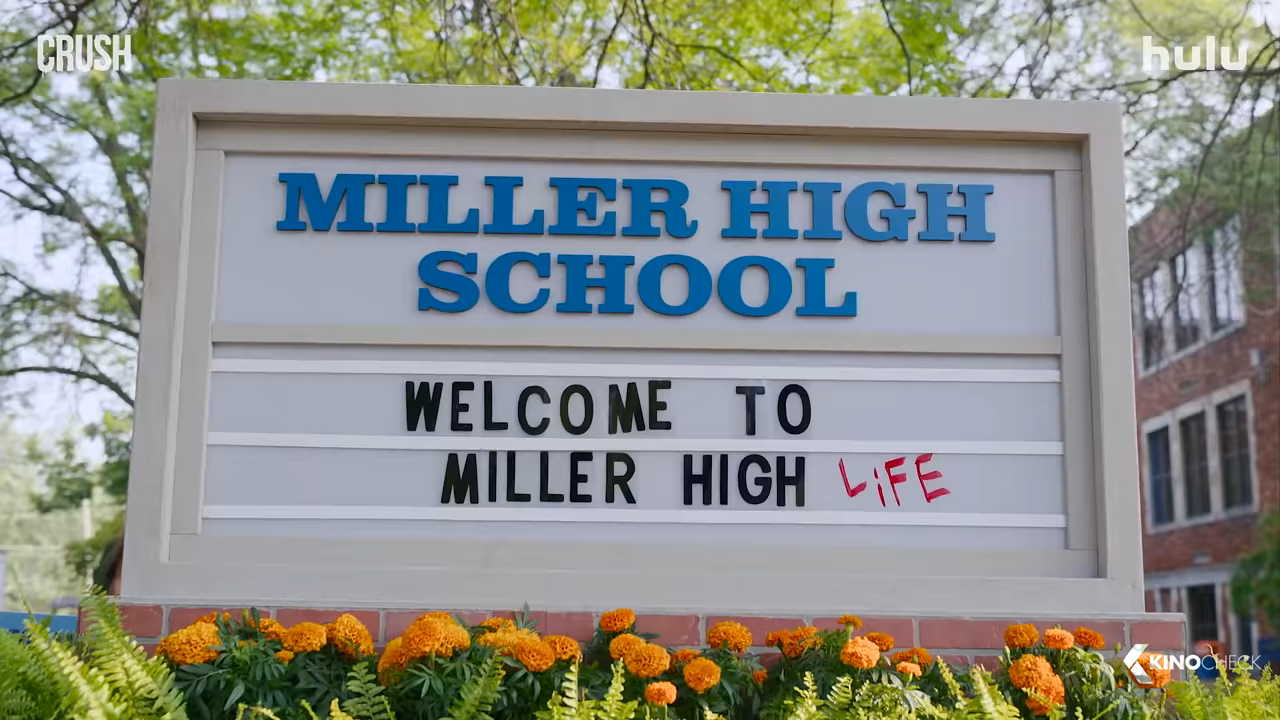 CRUSH
hulu
MILLER HIGH
SCHOOL
WELCOME TO
MILLER HIGH LiFE
KINOCHECK